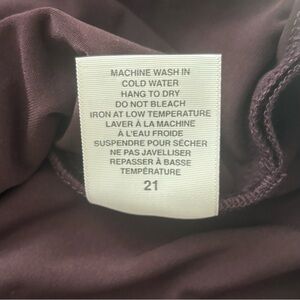 MACHINE WASH IN
COLD WATER
HANG TO DRY
DO NOT BLEACH
IRON AT LOW TEMPERATURE
LAVER À LA MACHINE
À L'EAU FROIDE
SUSPENDRE POUR SÉCHER
NE PAS JAVELLISER
REPASSER À BASSE
TEMPÉRATURE
21